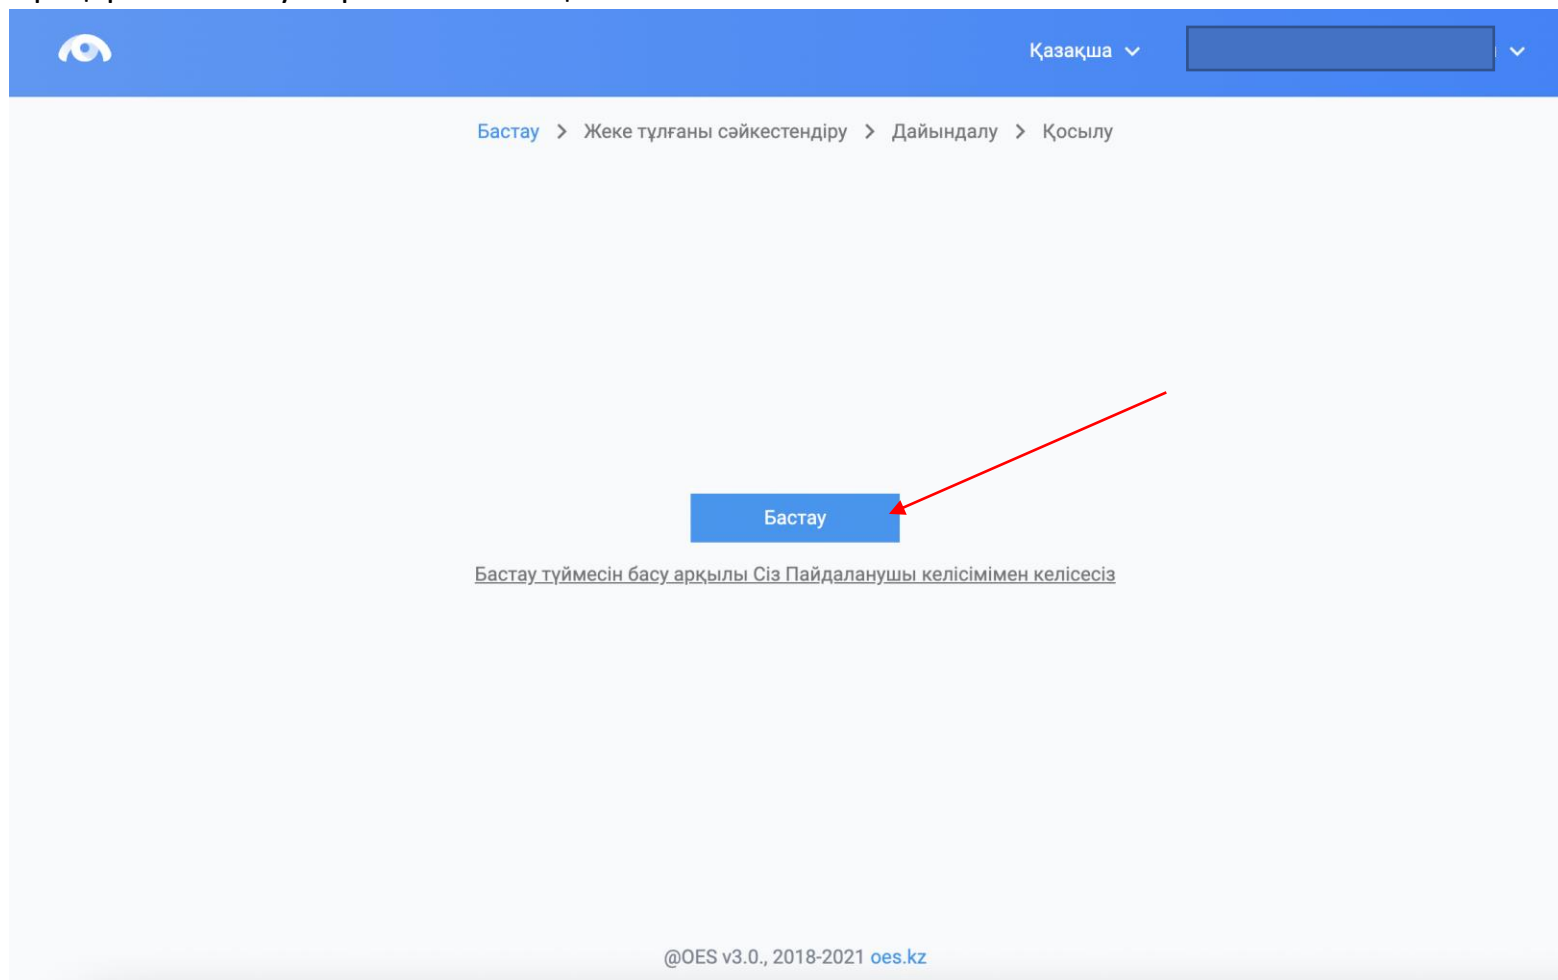 Қазақша
Бастау > Жеке тұлғаны сәйкестендіру > Дайындалу > Қосылу
Бастау
Бастау түймесін басу арқылы Сіз Пайдаланушы келісімімен келісесіз
@OES v3.0., 2018-2021 oes.kz